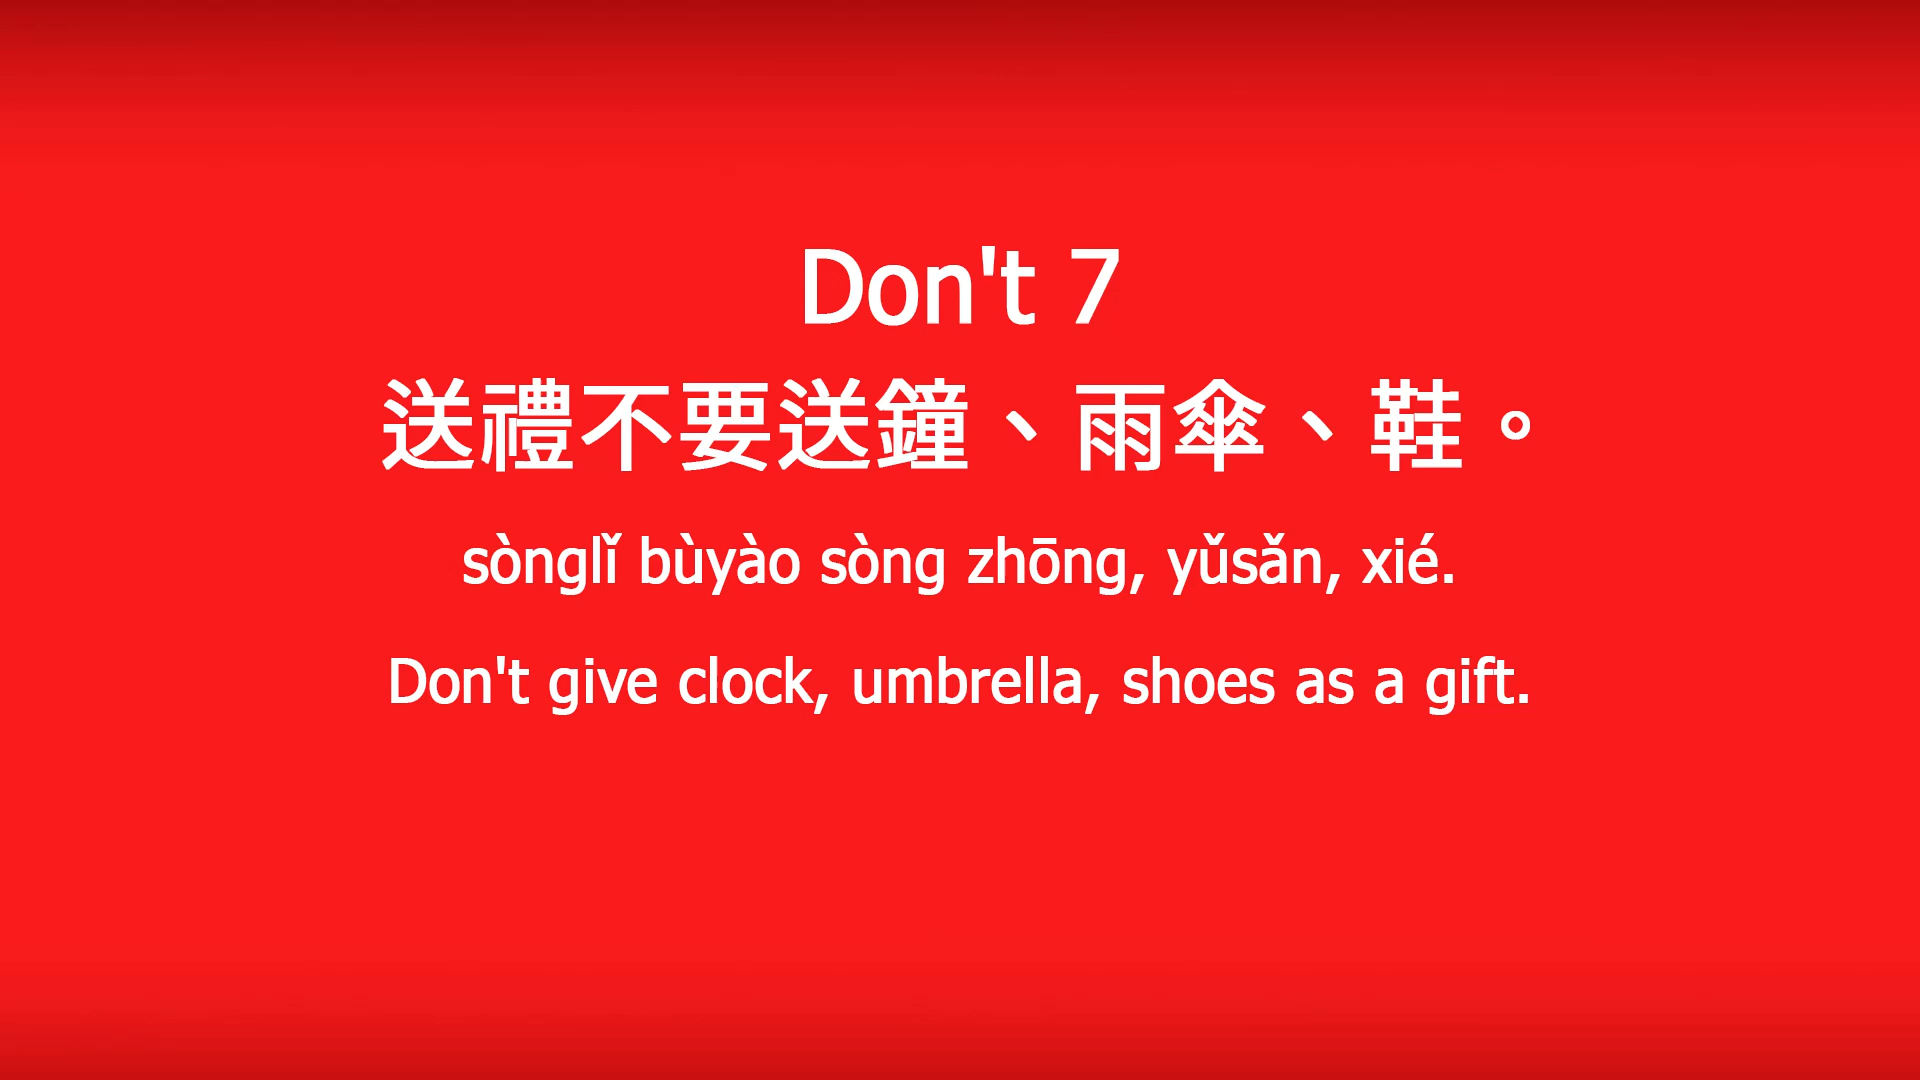 Don't 7
送禮不要送鐘、雨傘、鞋。
sònglǐ bùyào sòng zhōng, yǔsǎn, xié.
Don't give clock, umbrella, shoes as a gift.